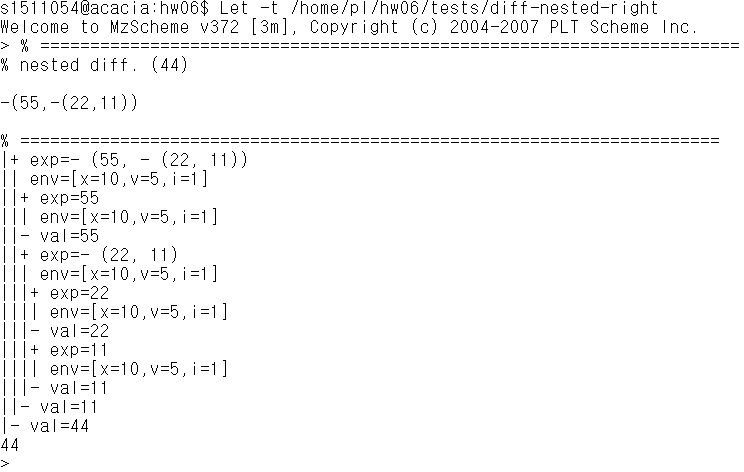 s1511054@acacia:hw06$ Let -t /home/pl/hw06/tests/diff-nested-right
Welcome to MzScheme v372 [3m], Copyright (c) 2004-2007 PLT Scheme Inc.
> % ======================================================================
% nested diff. (44)
-(55,-(22,11))
% ======================================================================
|+ exp=- (55, - (22, 11))
|| env=[x=10,v=5,i=1]
||+ exp=55
||| env=[x=10,v=5,i=1]
||- val=55
||+ exp=- (22, 11)
||| env=[x=10,v=5,i=1]
|||+ exp=22
|||| env=[x=10,v=5,i=1]
|||- val=22
|||+ exp=11
|||| env=[x=10,v=5,i=1]
|||- val=11
||- val=11
|- val=44
44
>